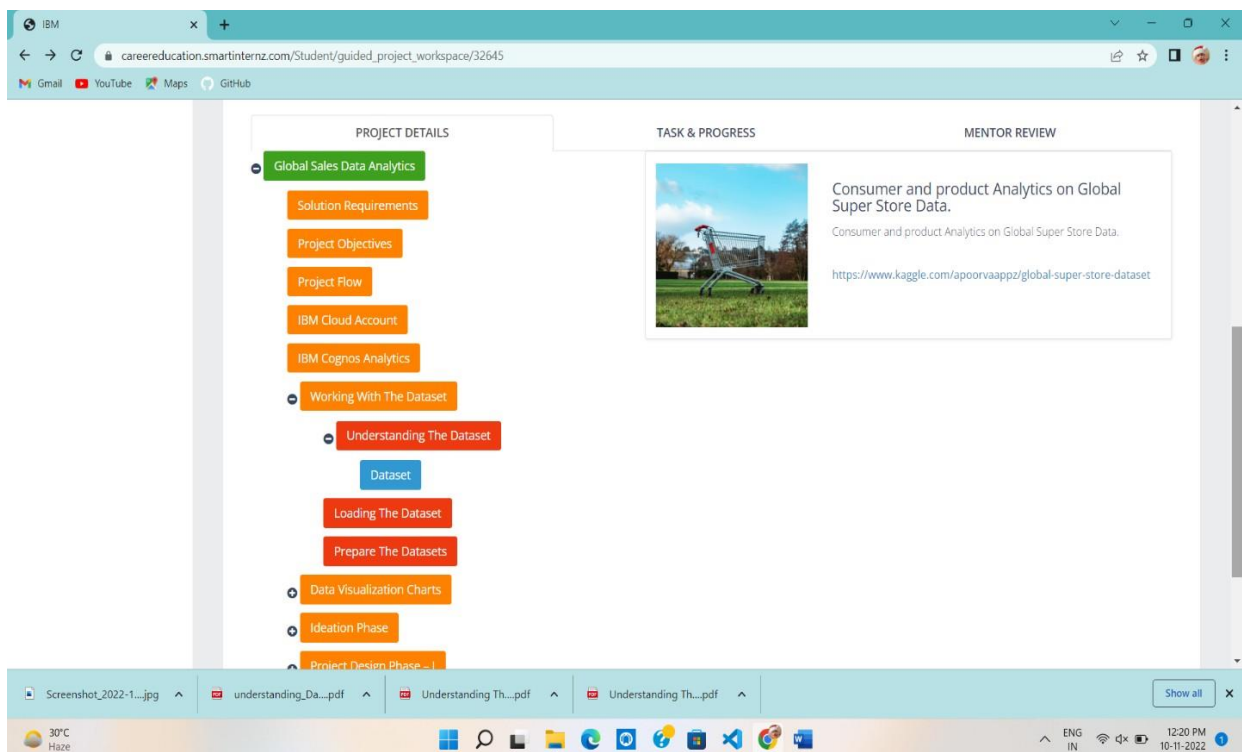 IBM
careereducation.smartinternz.com/Student/guided_project_workspace/32645
Gmail YouTube Maps GitHub
PROJECT DETAILS TASK & PROGRESS MENTOR REVIEW
Global Sales Data Analytics
Solution Requirements
Project Objectives
Project Flow
IBM Cloud Account
IBM Cognos Analytics
Working With The Dataset
Understanding The Dataset
Dataset
Loading The Dataset
Prepare The Datasets
Data Visualization Charts
Ideation Phase
Project Design Phase – I
Consumer and product Analytics on Global
Super Store Data.
Consumer and product Analytics on Global Super Store Data.
https://www.kaggle.com/apoorvaappz/global-super-store-dataset
Screenshot_2022-1....jpg understanding_Da....pdf Understanding Th....pdf Understanding Th....pdf Show all
30°C
Haze
ENG
IN
12:20 PM
10-11-2022
1